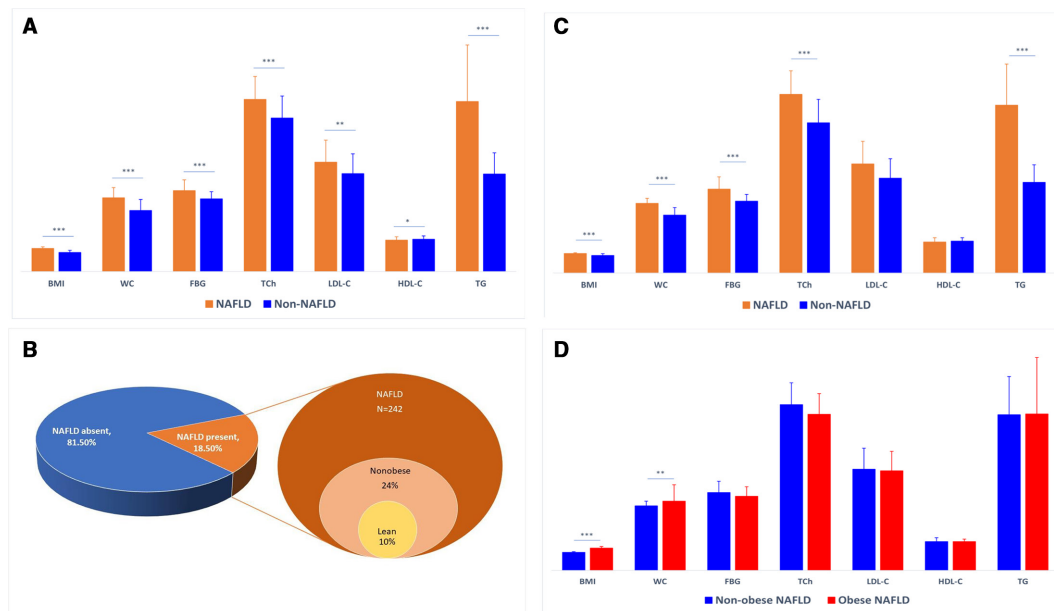 A
***
***
***
***
**
*
***
BMI
WC
FBG
TCh
LDL-C
HDL-C
TG
NAFLD
Non-NAFLD
C
***
***
***
***
***
BMI
WC
FBG
TCh
LDL-C
HDL-C
TG
NAFLD
Non-NAFLD
B
NAFLD absent,
81.50%
NAFLD present,
18.50%
NAFLD
N=242
Nonobese
24%
Lean
10%
D
***
**
BMI
WC
FBG
TCh
LDL-C
HDL-C
TG
Non-obese NAFLD
Obese NAFLD